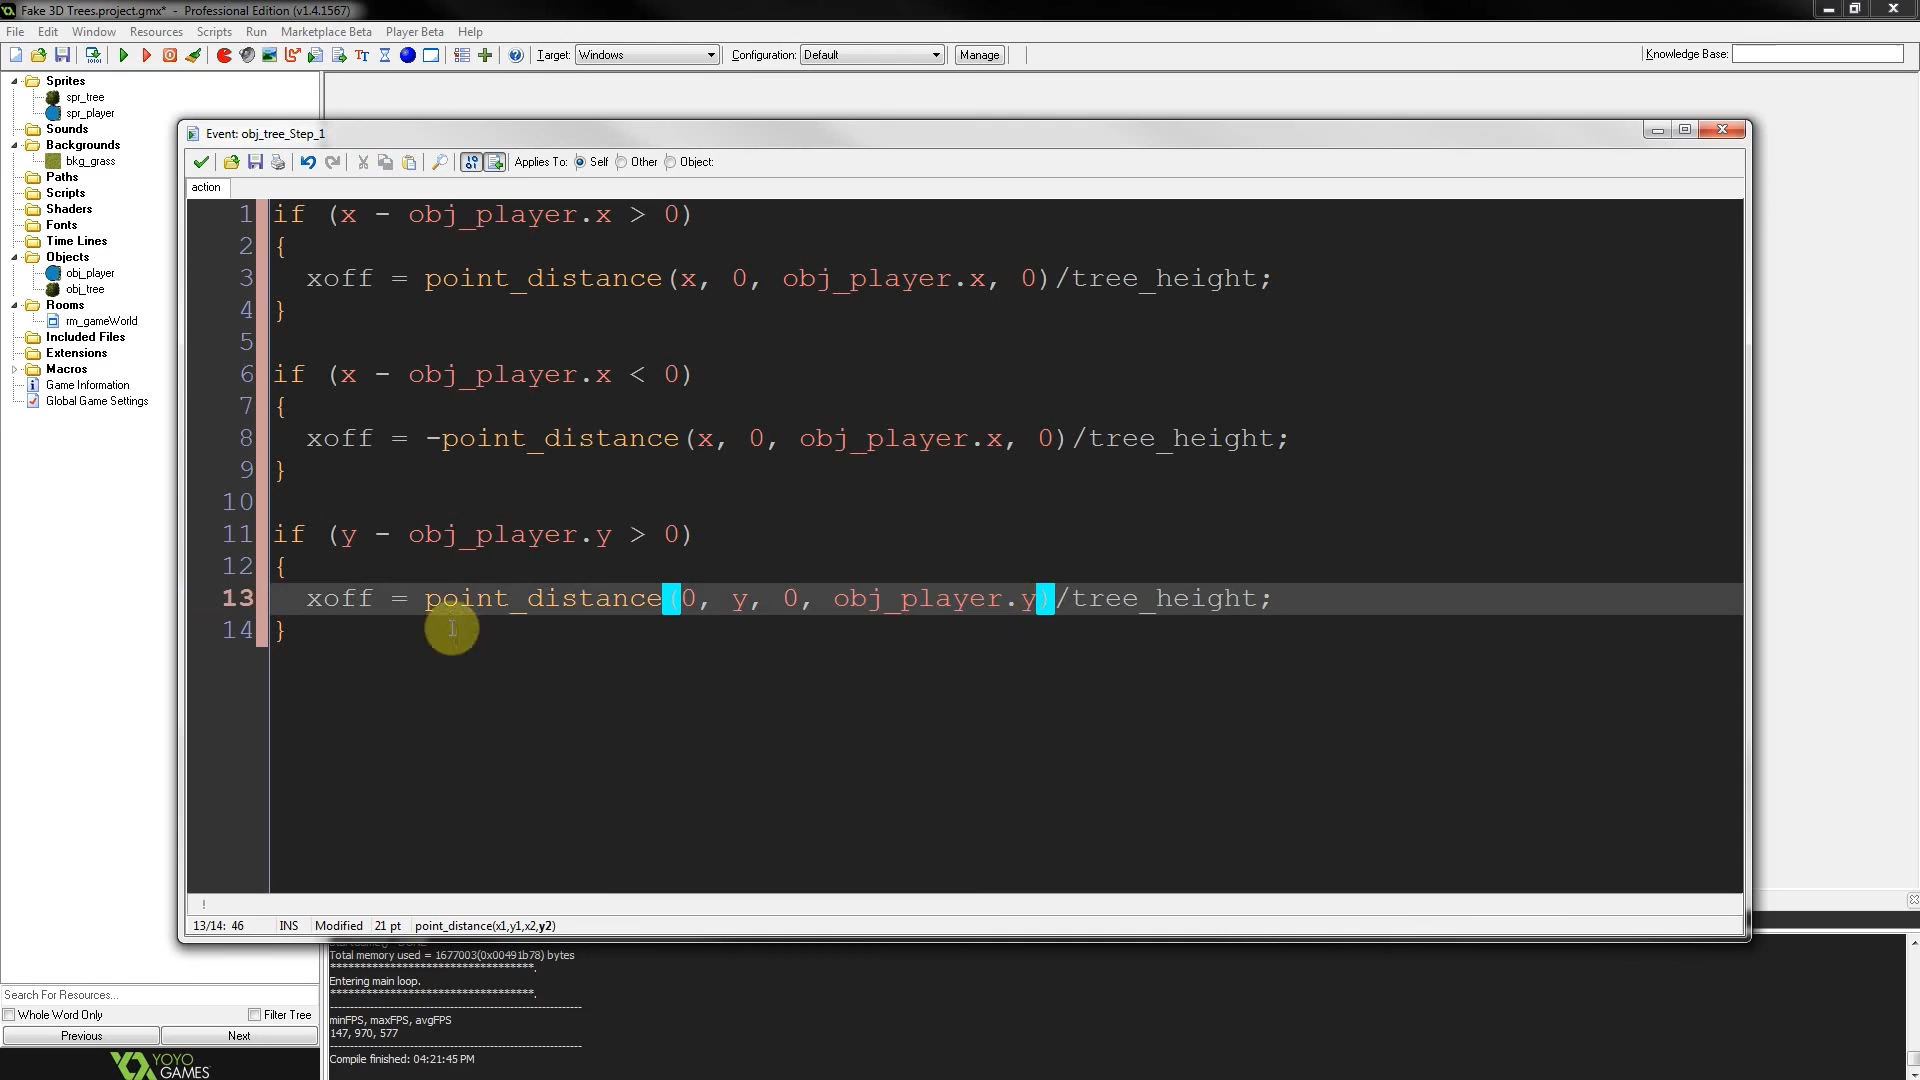 Fake 3D Trees.project.gmx* - Professional Edition (v1.4.1567)
File Edit Window Resources Scripts Run Marketplace Beta Player Beta Help
Target: Windows Configuration: Default Manage Knowledge Base:
Sprites
spr_tree
spr_player
Sounds
Backgrounds
bkg_grass
Paths
Scripts
Shaders
Fonts
Time Lines
Objects
obj_player
obj_tree
Rooms
rm_gameWorld
Included Files
Extensions
Macros
Game Information
Global Game Settings
Event: obj_tree_Step_1
Applies To: Self Other Object:
action
1 if (x - obj_player.x > 0)
2 {
3 xoff = point_distance(x, 0, obj_player.x, 0)/tree_height;
4 }
5
6 if (x - obj_player.x < 0)
7 {
8 xoff = -point_distance(x, 0, obj_player.x, 0)/tree_height;
9 }
10
11 if (y - obj_player.y > 0)
12 {
13 xoff = point_distance(0, y, 0, obj_player.y)/tree_height;
14 }
!
13/14: 46 INS Modified 21 pt point_distance(x1,y1,x2,y2)
Total memory used = 1677003(0x00491b78) bytes
**********************************.
Entering main loop.
**********************************.
minFPS, maxFPS, avgFPS
147, 970, 577
Compile finished: 04:21:45 PM
Search For Resources...
Whole Word Only Filter Tree
Previous Next
YOYO
GAMES